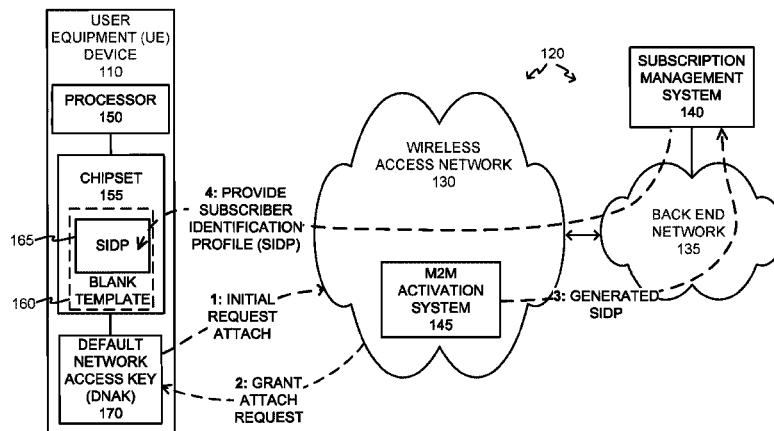 USER
EQUIPMENT (UE)
DEVICE
110
PROCESSOR
150
CHIPSET
155
165
SIDP
BLANK
TEMPLATE
160
DEFAULT
NETWORK
ACCESS KEY
(DNAK)
170
4: PROVIDE
SUBSCRIBER
IDENTIFICATION
PROFILE (SIDP)
1: INITIAL
REQUEST
ATTACH
2: GRANT
ATTACH
REQUEST
120
WIRELESS
ACCESS NETWORK
130
M2M
ACTIVATION
SYSTEM
145
3: GENERATED
SIDP
SUBSCRIPTION
MANAGEMENT
SYSTEM
140
BACK END
NETWORK
135